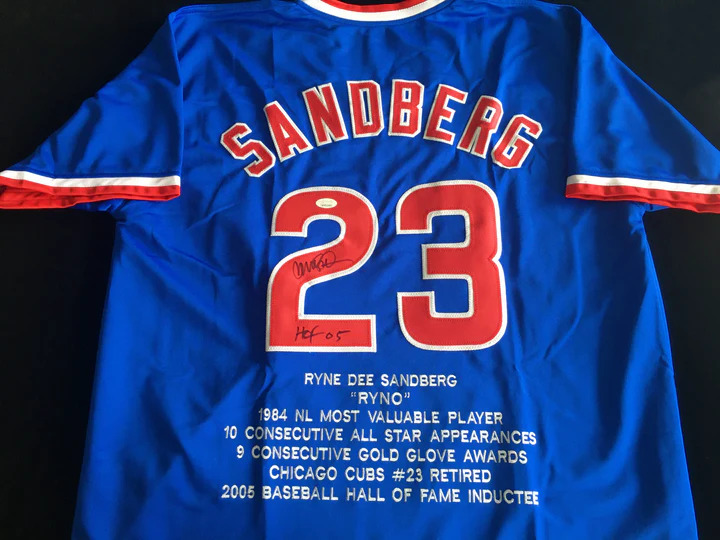 SANDBERG
23
HOF 05
RYNE DEE SANDBERG
"RYNO"
1984 NL MOST VALUABLE PLAYER
10 CONSECUTIVE ALL STAR APPEARANCES
9 CONSECUTIVE GOLD GLOVE AWARDS
CHICAGO CUBS #23 RETIRED
2005 BASEBALL HALL OF FAME INDUCTEE